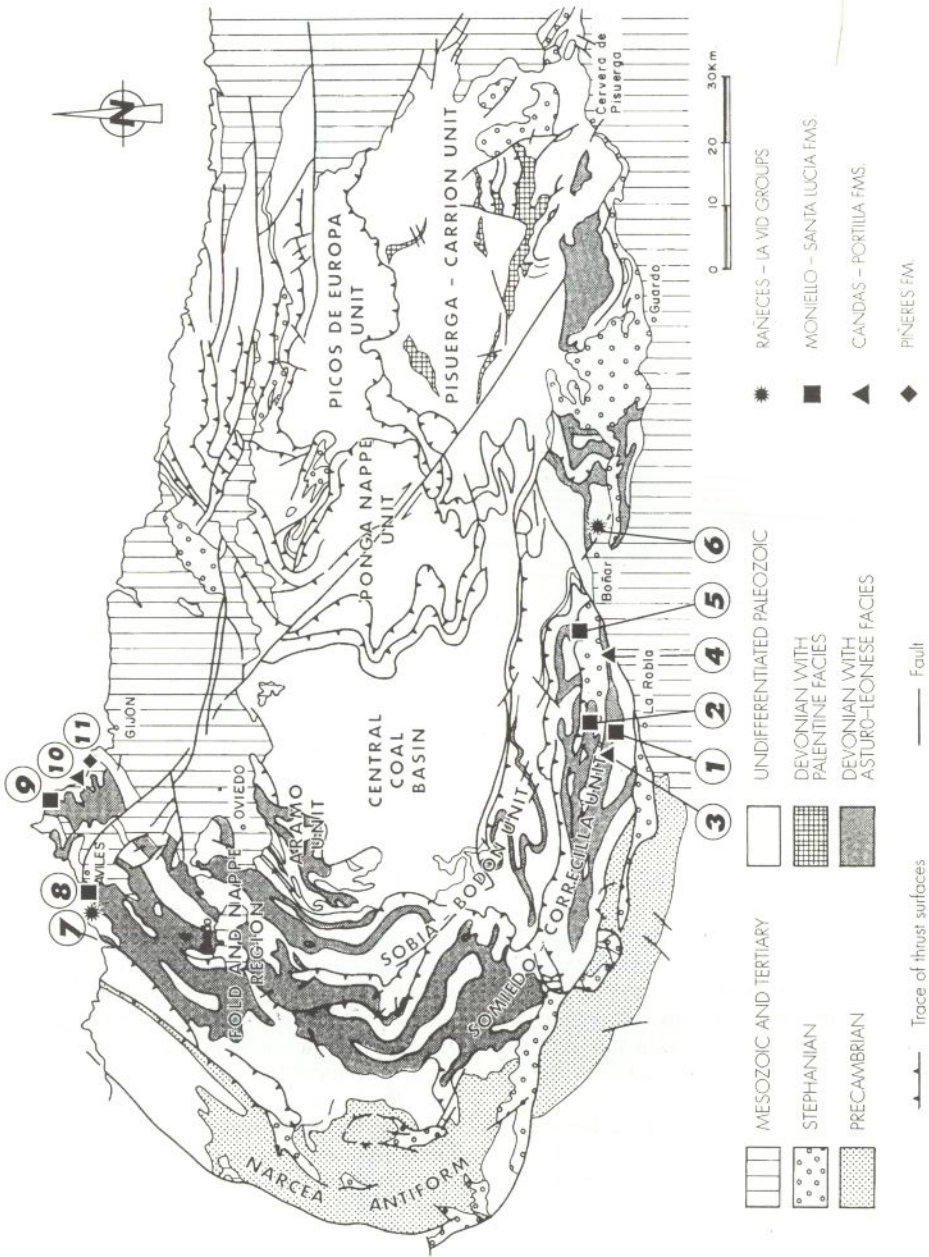 N
9
10
11
8
7
GIJON
AVILES
OVIEDO
FOLD AND NAPPE
REGION
ARAMO
UNIT
CENTRAL
COAL
BASIN
PONGA NAPPE
UNIT
PICOS DE EUROPA
UNIT
PISUERGA - CARRION UNIT
SOBIA - BODON UNIT
SOMIEDO
CORRECILLA UNIT
NARCEA
ANTIFORM
La Robla
Boñar
Guardo
Cervera de
Pisuerga
3
1
2
4
5
6
0 10 20 30Km.
MESOZOIC AND TERTIARY
STEPHANIAN
PRECAMBRIAN
UNDIFFERENTIATED PALEOZOIC
DEVONIAN WITH
PALENTINE FACIES
DEVONIAN WITH
ASTURO-LEONESE FACIES
RAÑECES - LA VID GROUPS
MONIELLO - SANTA LUCIA FMS
CANDAS - PORTILLA FMS.
PIÑERES FM.
Trace of thrust surfaces
Fault